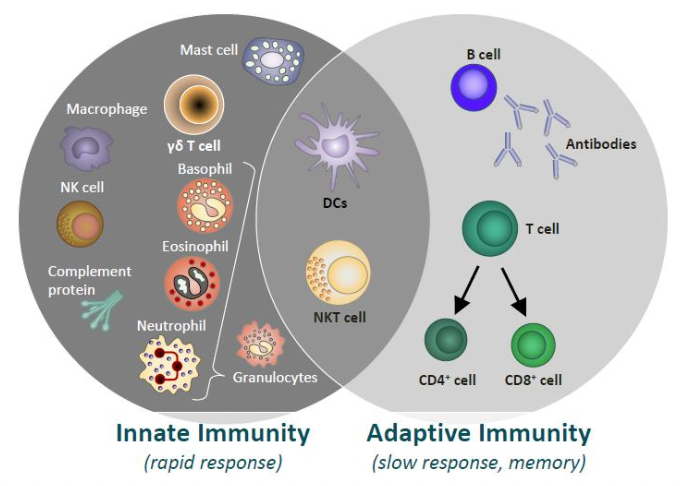 Mast cell
Macrophage
γδ T cell
Basophil
NK cell
Eosinophil
Complement
protein
Neutrophil
Granulocytes
DCs
NKT cell
B cell
Antibodies
T cell
CD4⁺ cell
CD8⁺ cell
Innate Immunity
(rapid response)
Adaptive Immunity
(slow response, memory)